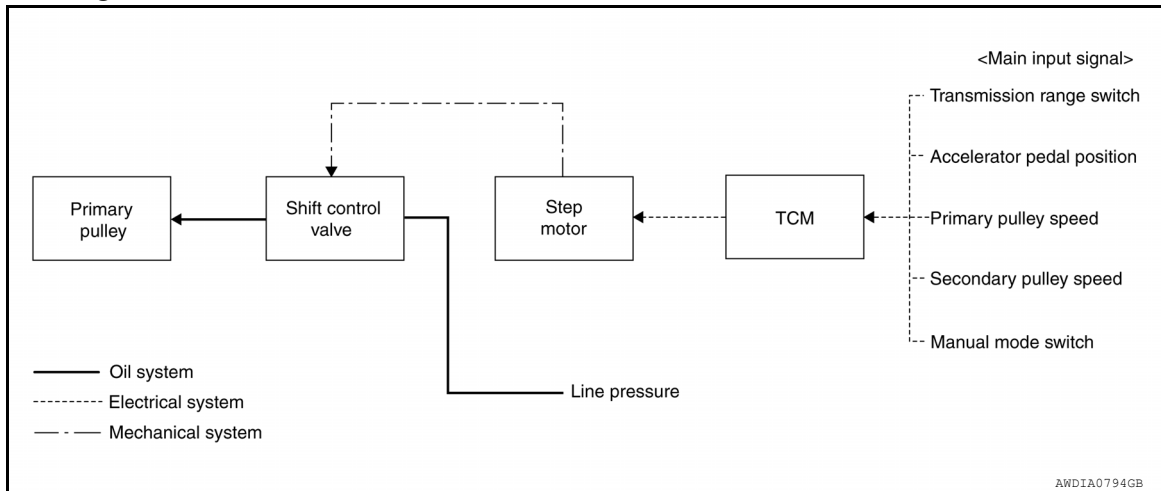 <Main input signal>
Transmission range switch
Accelerator pedal position
Primary
pulley
Shift control
valve
Step
motor
TCM
Primary pulley speed
Secondary pulley speed
Manual mode switch
Oil system
Line pressure
Electrical system
Mechanical system
AWDIA0794GB